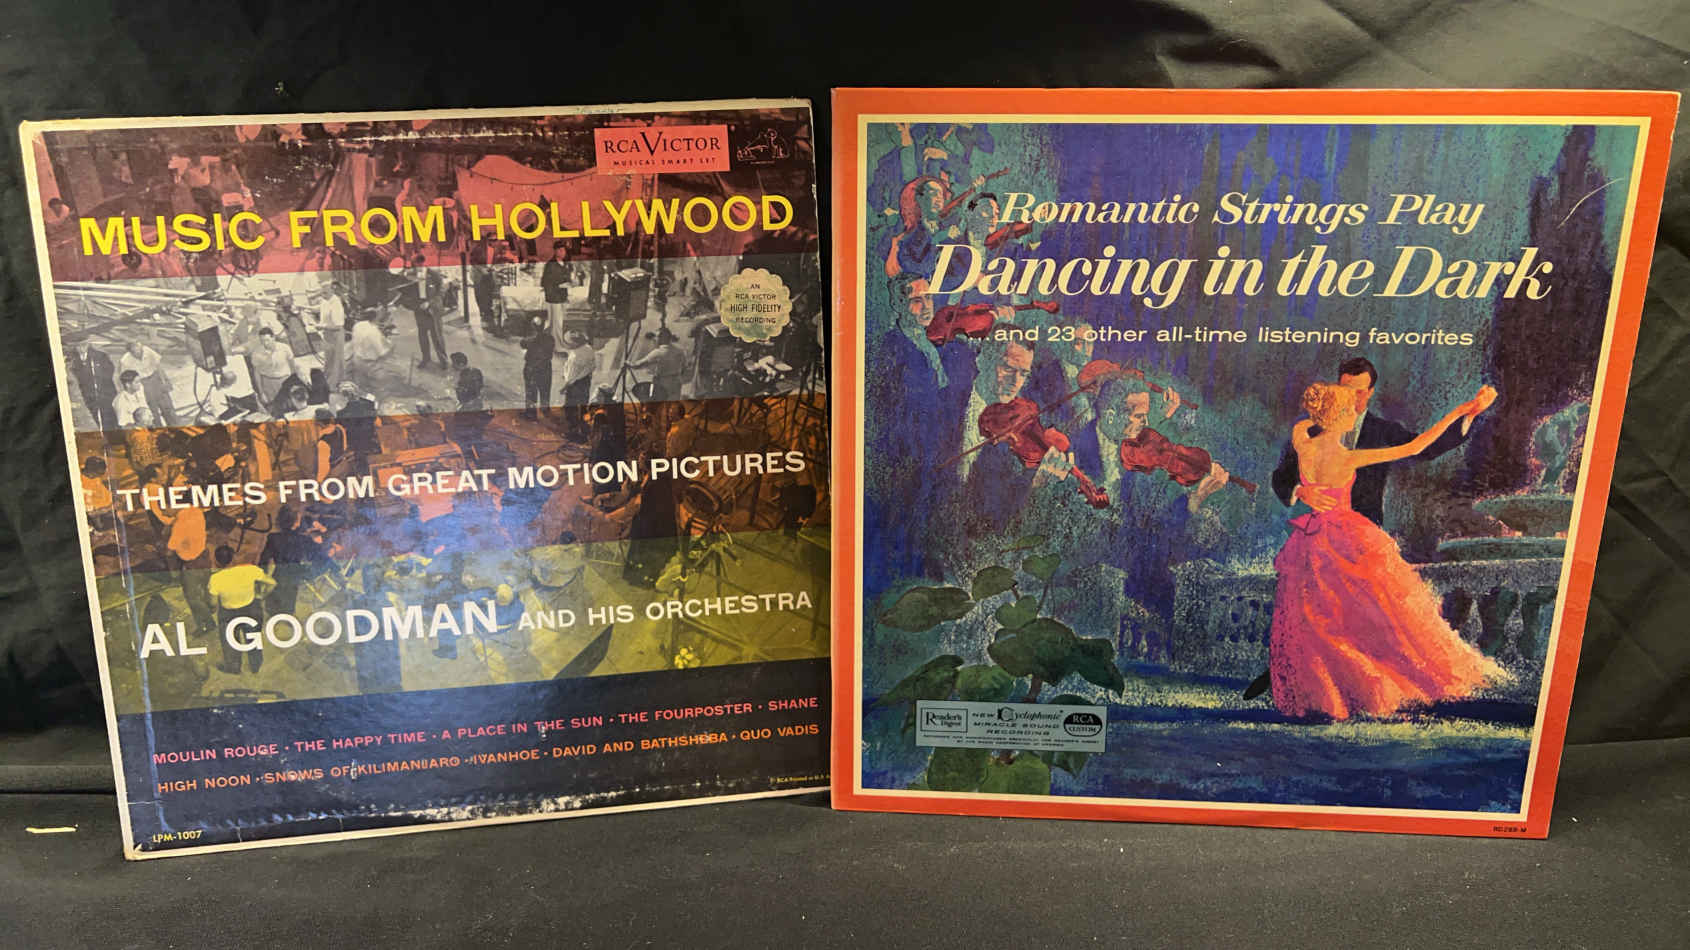 RCA VICTOR
MUSICAL SMART SET
MUSIC FROM HOLLYWOOD
AN
RCA VICTOR
HIGH FIDELITY
RECORDING
THEMES FROM GREAT MOTION PICTURES
AL GOODMAN AND HIS ORCHESTRA
MOULIN ROUGE · THE HAPPY TIME · A PLACE IN THE SUN · THE FOURPOSTER · SHANE
HIGH NOON · SNOWS OF KILIMANJARO · IVANHOE · DAVID AND BATHSHEBA · QUO VADIS
© RCA Printed in U.S.
LPM-1007
Romantic Strings Play
Dancing in the Dark
...and 23 other all-time listening favorites
Reader's
Digest
NEW Cyclophonic
MIRACLE SOUND
RECORDING
RCA
CUSTOM